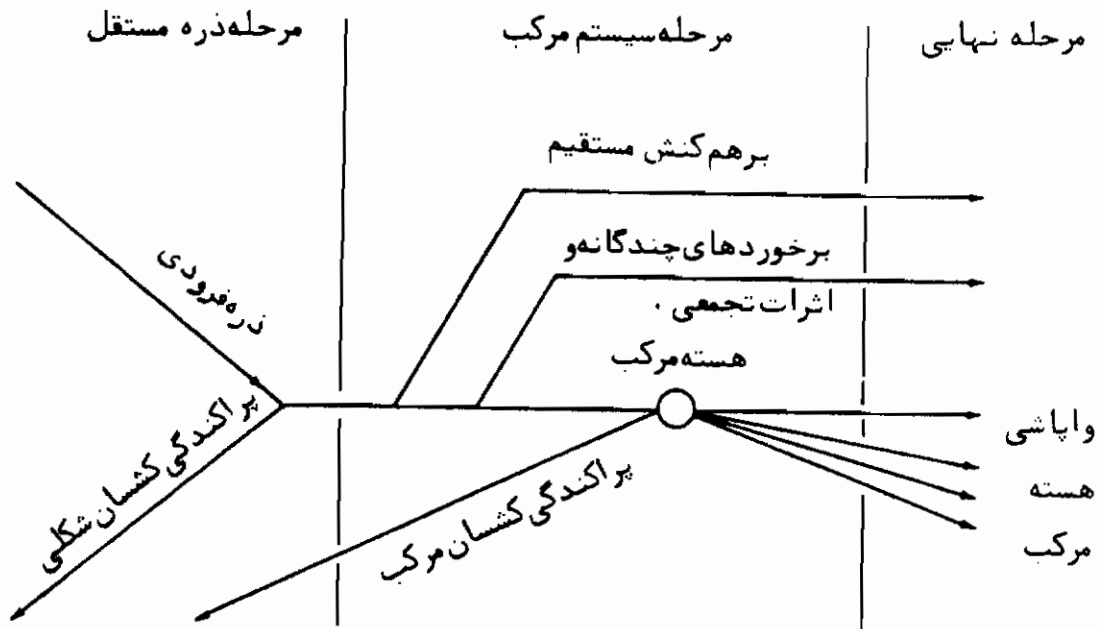 مرحله ذره مستقل
مرحله سیستم مرکب
مرحله نهایی
برهم کنش مستقیم
برخوردهای چندگانه و
اثرات تجمعی .
هسته مرکب
ذره فرودی
پراکندگی کشسان شکلی
پراکندگی کشسان مرکب
واپاشی
هسته
مرکب